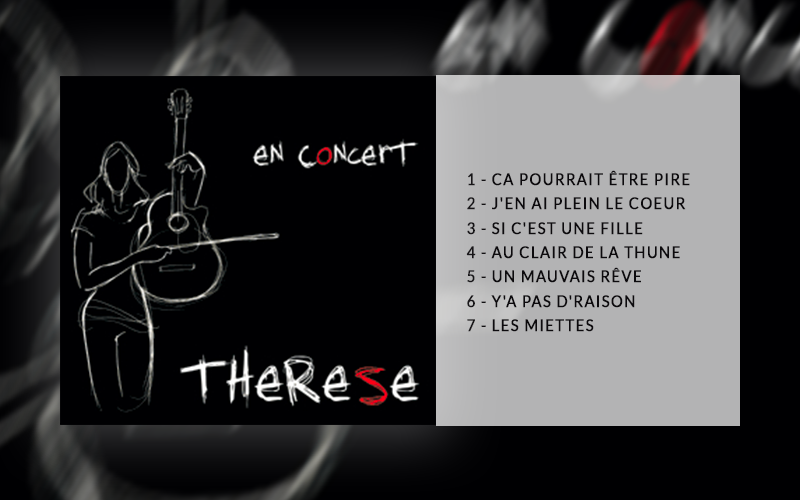 en concert
THeReSe
1 - CA POURRAIT ÊTRE PIRE
2 - J'EN AI PLEIN LE COEUR
3 - SI C'EST UNE FILLE
4 - AU CLAIR DE LA THUNE
5 - UN MAUVAIS RÊVE
6 - Y'A PAS D'RAISON
7 - LES MIETTES